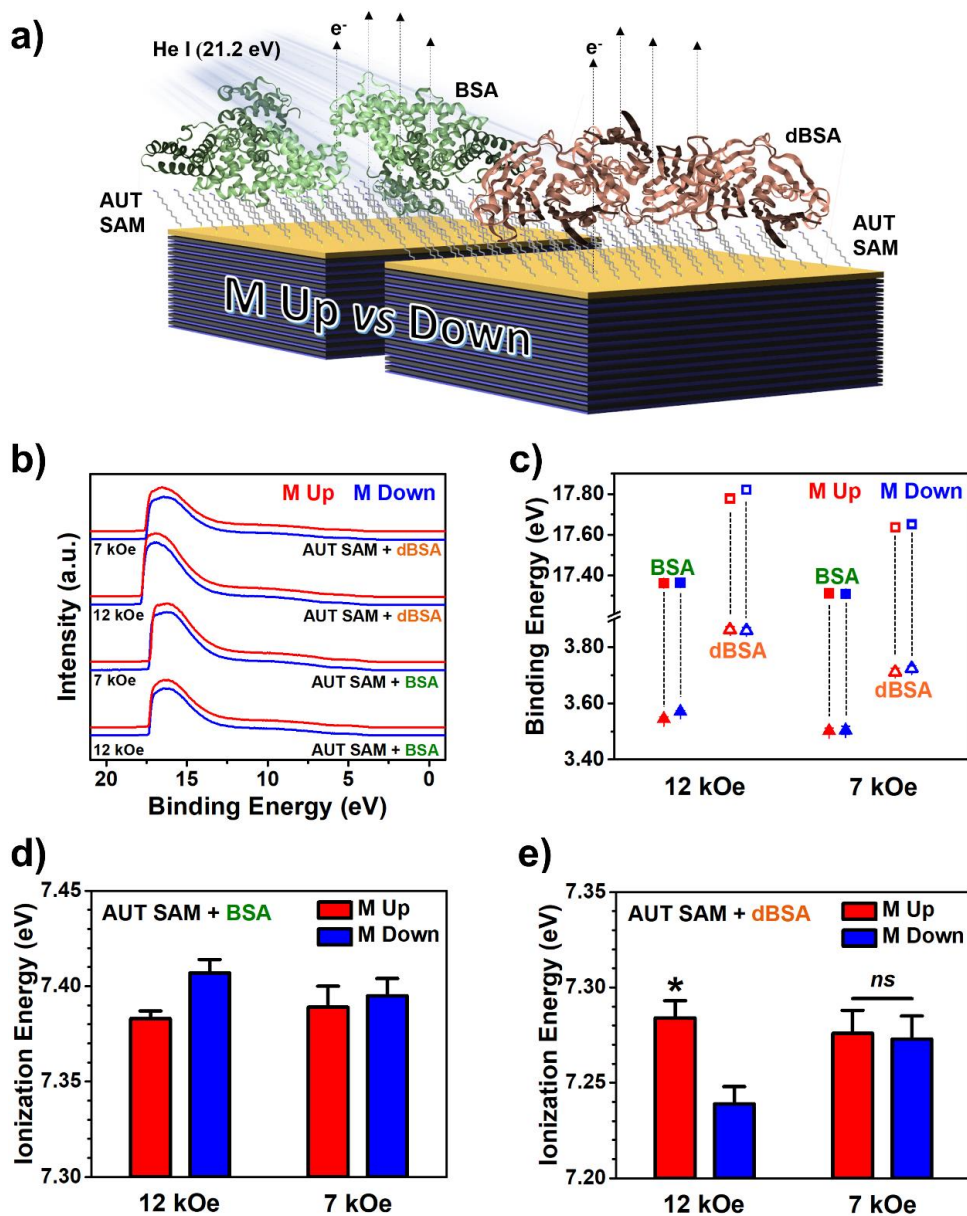 a)
He I (21.2 eV)
e-
e-
BSA
dBSA
AUT
SAM
AUT
SAM
M Up vs Down
b)
M Up M Down
7 kOe AUT SAM + dBSA
12 kOe AUT SAM + dBSA
7 kOe AUT SAM + BSA
12 kOe AUT SAM + BSA
Intensity (a.u.)
20 15 10 5 0
Binding Energy (eV)
c)
M Up M Down
17.80
17.60
17.40
3.80
3.60
3.40
Binding Energy (eV)
BSA
dBSA
BSA
dBSA
12 kOe 7 kOe
d)
AUT SAM + BSA
M Up
M Down
7.45
7.40
7.35
7.30
Ionization Energy (eV)
12 kOe 7 kOe
e)
AUT SAM + dBSA
M Up
M Down
7.35
7.30
7.25
7.20
Ionization Energy (eV)
*
ns
12 kOe 7 kOe